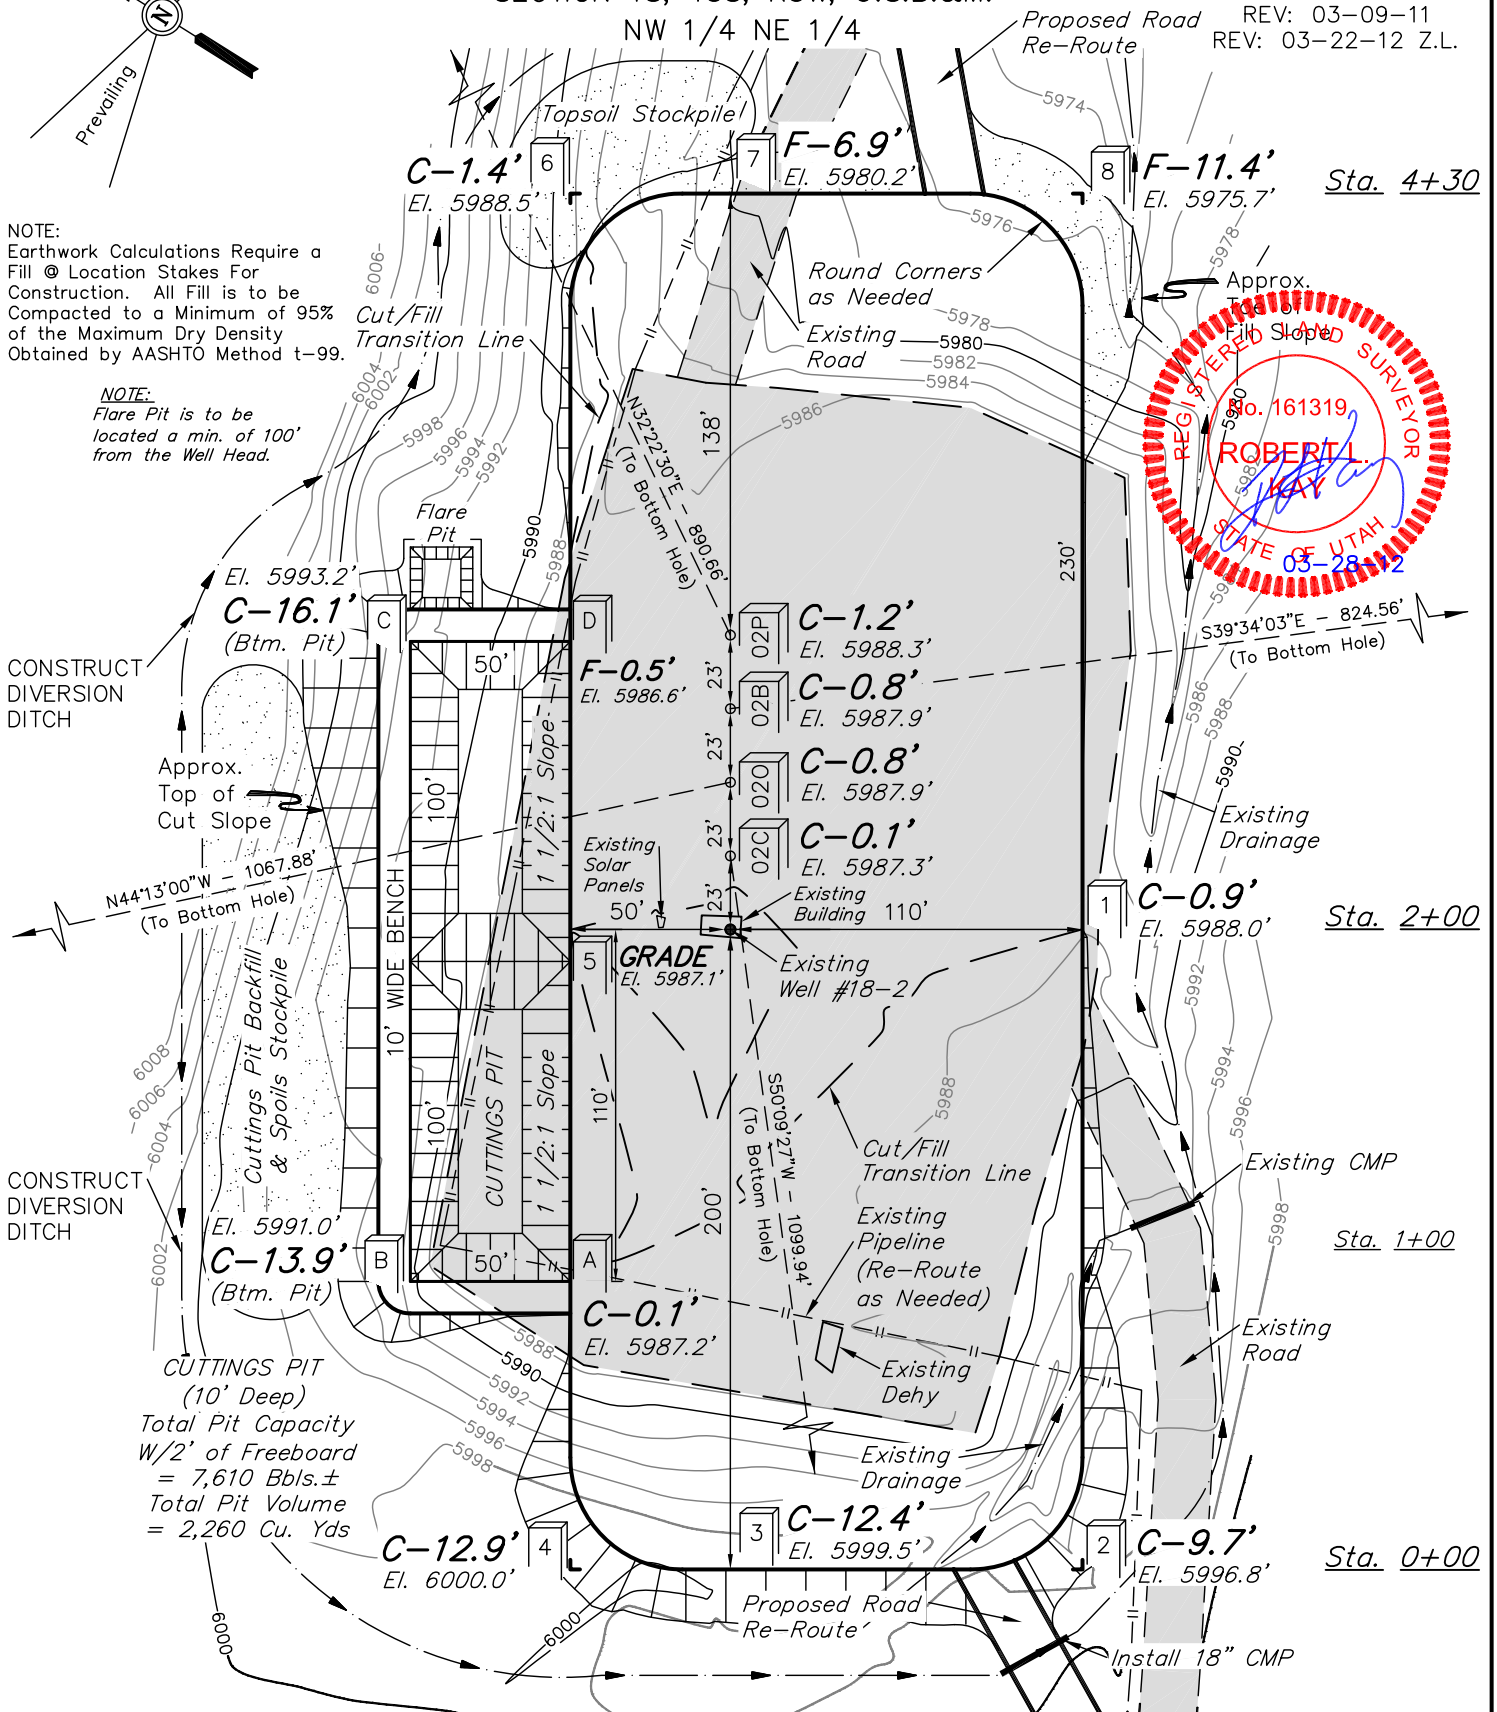 NW 1/4 NE 1/4
REV: 03-09-11
REV: 03-22-12 Z.L.
N
Prevailing
Proposed Road
Re-Route
5974
Topsoil Stockpile
6
C-1.4'
El. 5988.5'
7
F-6.9'
El. 5980.2'
8
F-11.4'
El. 5975.7'
Sta. 4+30
NOTE:
Earthwork Calculations Require a
Fill @ Location Stakes For
Construction. All Fill is to be
Compacted to a Minimum of 95%
of the Maximum Dry Density
Obtained by AASHTO Method t-99.
NOTE:
Flare Pit is to be
located a min. of 100'
from the Well Head.
6006
6004
6002
5998
5996
5994
5992
5990
5988
Cut/Fill
Transition Line
Round Corners
as Needed
Existing
Road
5976
5978
5980
5982
5984
5986
5978
5980
Approx.
Toe of
Fill Slope
REGISTERED LAND SURVEYOR
No. 161319
ROBERT L.
KAY
STATE OF UTAH
03-28-12
138'
230'
N32°22'30"E - 890.66'
(To Bottom Hole)
Flare
Pit
El. 5993.2'
C-16.1'
(Btm. Pit)
C
D
F-0.5'
El. 5986.6'
02P
C-1.2'
El. 5988.3'
23'
02B
C-0.8'
El. 5987.9'
23'
02O
C-0.8'
El. 5987.9'
23'
02C
C-0.1'
El. 5987.3'
23'
S39°34'03"E - 824.56'
(To Bottom Hole)
CONSTRUCT
DIVERSION
DITCH
Approx.
Top of
Cut Slope
50'
100'
1 1/2:1 Slope
5986
5988
5990
Existing
Drainage
Existing
Solar
Panels
Existing
Building
50'
110'
N44°13'00"W - 1067.88'
(To Bottom Hole)
10' WIDE BENCH
1
C-0.9'
El. 5988.0'
Sta. 2+00
5
GRADE
El. 5987.1'
Existing
Well #18-2
Cuttings Pit Backfill
& Spoils Stockpile
6008
6006
6004
6002
CUTTINGS PIT
1 1/2:1 Slope
100'
110'
200'
S50°09'27"W - 1099.94'
(To Bottom Hole)
5988
5992
5994
5996
5998
Cut/Fill
Transition Line
Existing CMP
CONSTRUCT
DIVERSION
DITCH
El. 5991.0'
C-13.9'
(Btm. Pit)
B
50'
A
C-0.1'
El. 5987.2'
Existing
Pipeline
(Re-Route
as Needed)
Sta. 1+00
Existing
Road
Existing
Dehy
5988
5990
5992
5994
5996
5998
CUTTINGS PIT
(10' Deep)
Total Pit Capacity
W/2' of Freeboard
= 7,610 Bbls.±
Total Pit Volume
= 2,260 Cu. Yds
Existing
Drainage
C-12.9'
El. 6000.0'
4
3
C-12.4'
El. 5999.5'
2
C-9.7'
El. 5996.8'
Sta. 0+00
6000
6000
Proposed Road
Re-Route
Install 18" CMP